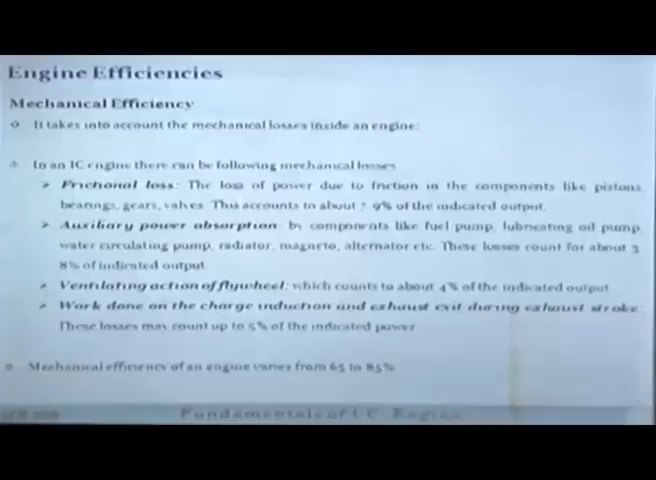 Engine Efficiencies
Mechanical Efficiency
It takes into account the mechanical losses inside an engine:
In an IC engine there can be following mechanical losses
Frictional loss: The loss of power due to friction in the components like pistons,
bearings, gears, valves. This accounts to about 9% of the indicated output.
Auxiliary power absorption: by components like fuel pump, lubricating oil pump,
water circulating pump, radiator, magneto, alternator etc. These losses count for about 3
8% of indicated output
Ventilating action of flywheel: which counts to about 4% of the indicated output
Work done on the charge induction and exhaust exit during exhaust stroke:
These losses may count up to 5% of the indicated power
Mechanical efficiency of an engine varies from 65 to 85%
Fundamentals of I. C. Engine